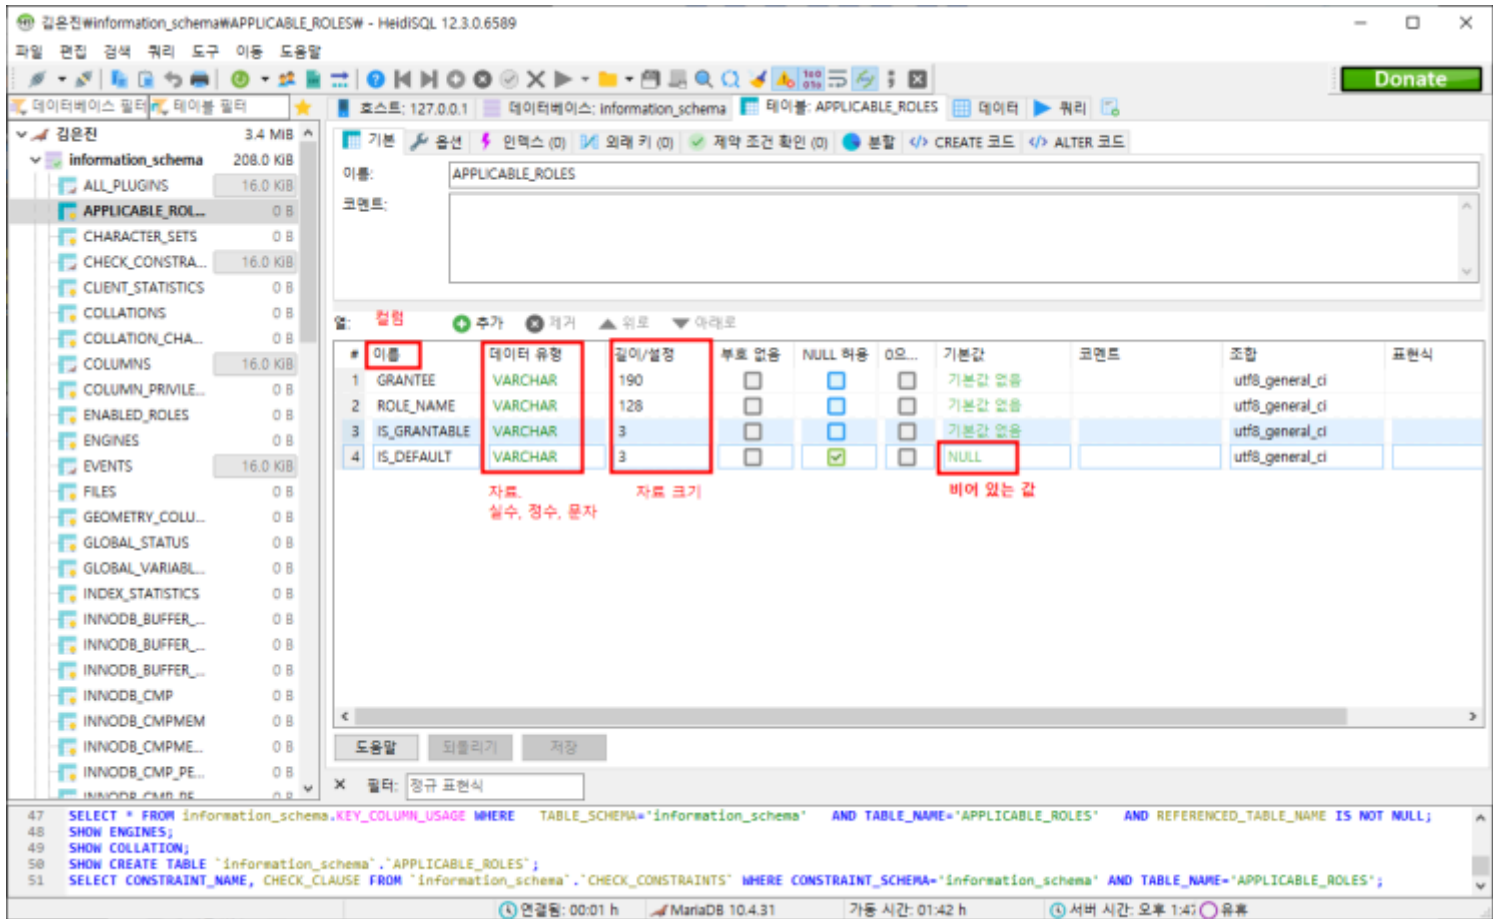 김은진₩information_schema₩APPLICABLE_ROLES₩ - HeidiSQL 12.3.0.6589
파일 편집 검색 쿼리 도구 이동 도움말
Donate
데이터베이스 필터 테이블 필터
호스트: 127.0.0.1 데이터베이스: information_schema 테이블: APPLICABLE_ROLES 데이터 쿼리
김은진 3.4 MiB
information_schema 208.0 KiB
ALL_PLUGINS 16.0 KiB
APPLICABLE_ROL... 0 B
CHARACTER_SETS 0 B
CHECK_CONSTRA... 16.0 KiB
CLIENT_STATISTICS 0 B
COLLATIONS 0 B
COLLATION_CHA... 0 B
COLUMNS 16.0 KiB
COLUMN_PRIVILE... 0 B
ENABLED_ROLES 0 B
ENGINES 0 B
EVENTS 16.0 KiB
FILES 0 B
GEOMETRY_COLU... 0 B
GLOBAL_STATUS 0 B
GLOBAL_VARIABL... 0 B
INDEX_STATISTICS 0 B
INNODB_BUFFER_... 0 B
INNODB_BUFFER_... 0 B
INNODB_BUFFER_... 0 B
INNODB_CMP 0 B
INNODB_CMPMEM 0 B
INNODB_CMPME... 0 B
INNODB_CMP_PE... 0 B
기본 옵션 인덱스 (0) 외래 키 (0) 제약 조건 확인 (0) 분할 CREATE 코드 ALTER 코드
이름: APPLICABLE_ROLES
코멘트:
열: 컬럼 추가 제거 위로 아래로
# 이름 데이터 유형 길이/설정 부호 없음 NULL 허용 0으... 기본값 코멘트 조합 표현식
1 GRANTEE VARCHAR 190 기본값 없음 utf8_general_ci
2 ROLE_NAME VARCHAR 128 기본값 없음 utf8_general_ci
3 IS_GRANTABLE VARCHAR 3 기본값 없음 utf8_general_ci
4 IS_DEFAULT VARCHAR 3 NULL utf8_general_ci
자료, 자료 크기 비어 있는 값
실수, 정수, 문자
도움말 되돌리기 저장
필터: 정규 표현식
47 SELECT * FROM information_schema.KEY_COLUMN_USAGE WHERE TABLE_SCHEMA='information_schema' AND TABLE_NAME='APPLICABLE_ROLES' AND REFERENCED_TABLE_NAME IS NOT NULL;
48 SHOW ENGINES;
49 SHOW COLLATION;
50 SHOW CREATE TABLE `information_schema`.`APPLICABLE_ROLES`;
51 SELECT CONSTRAINT_NAME, CHECK_CLAUSE FROM `information_schema`.`CHECK_CONSTRAINTS` WHERE CONSTRAINT_SCHEMA='information_schema' AND TABLE_NAME='APPLICABLE_ROLES';
연결됨: 00:01 h MariaDB 10.4.31 가동 시간: 01:42 h 서버 시간: 오후 1:47 유휴